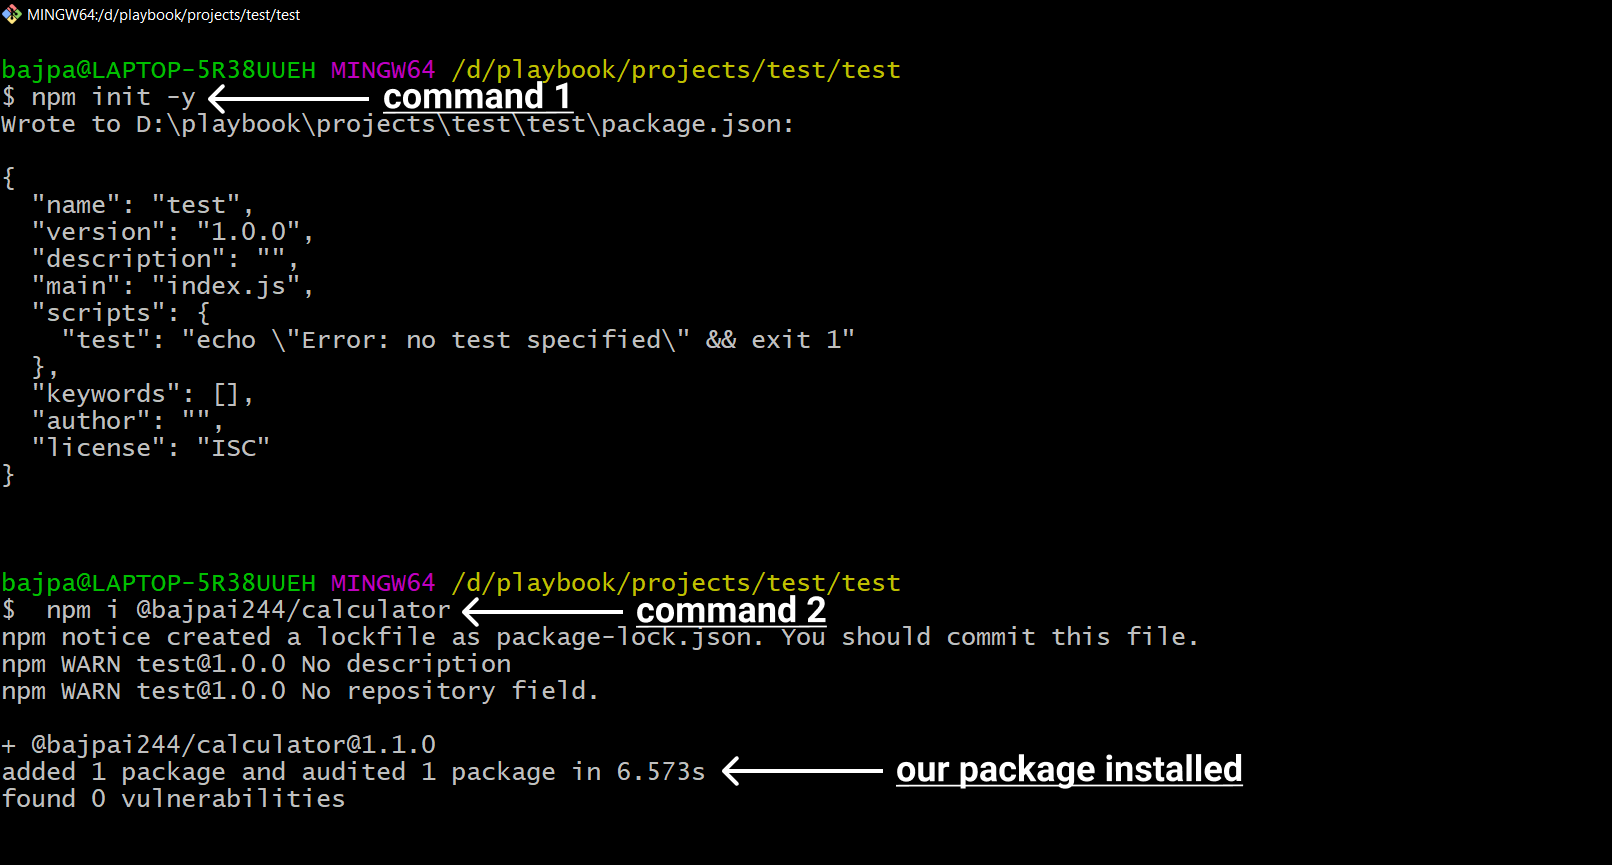 MINGW64:/d/playbook/projects/test/test
bajpa@LAPTOP-5R38UUEH MINGW64 /d/playbook/projects/test/test
$ npm init -y command 1
Wrote to D:\playbook\projects\test\test\package.json:
{
  "name": "test",
  "version": "1.0.0",
  "description": "",
  "main": "index.js",
  "scripts": {
    "test": "echo \"Error: no test specified\" && exit 1"
  },
  "keywords": [],
  "author": "",
  "license": "ISC"
}
bajpa@LAPTOP-5R38UUEH MINGW64 /d/playbook/projects/test/test
$  npm i @bajpai244/calculator command 2
npm notice created a lockfile as package-lock.json. You should commit this file.
npm WARN test@1.0.0 No description
npm WARN test@1.0.0 No repository field.
+ @bajpai244/calculator@1.1.0
added 1 package and audited 1 package in 6.573s our package installed
found 0 vulnerabilities